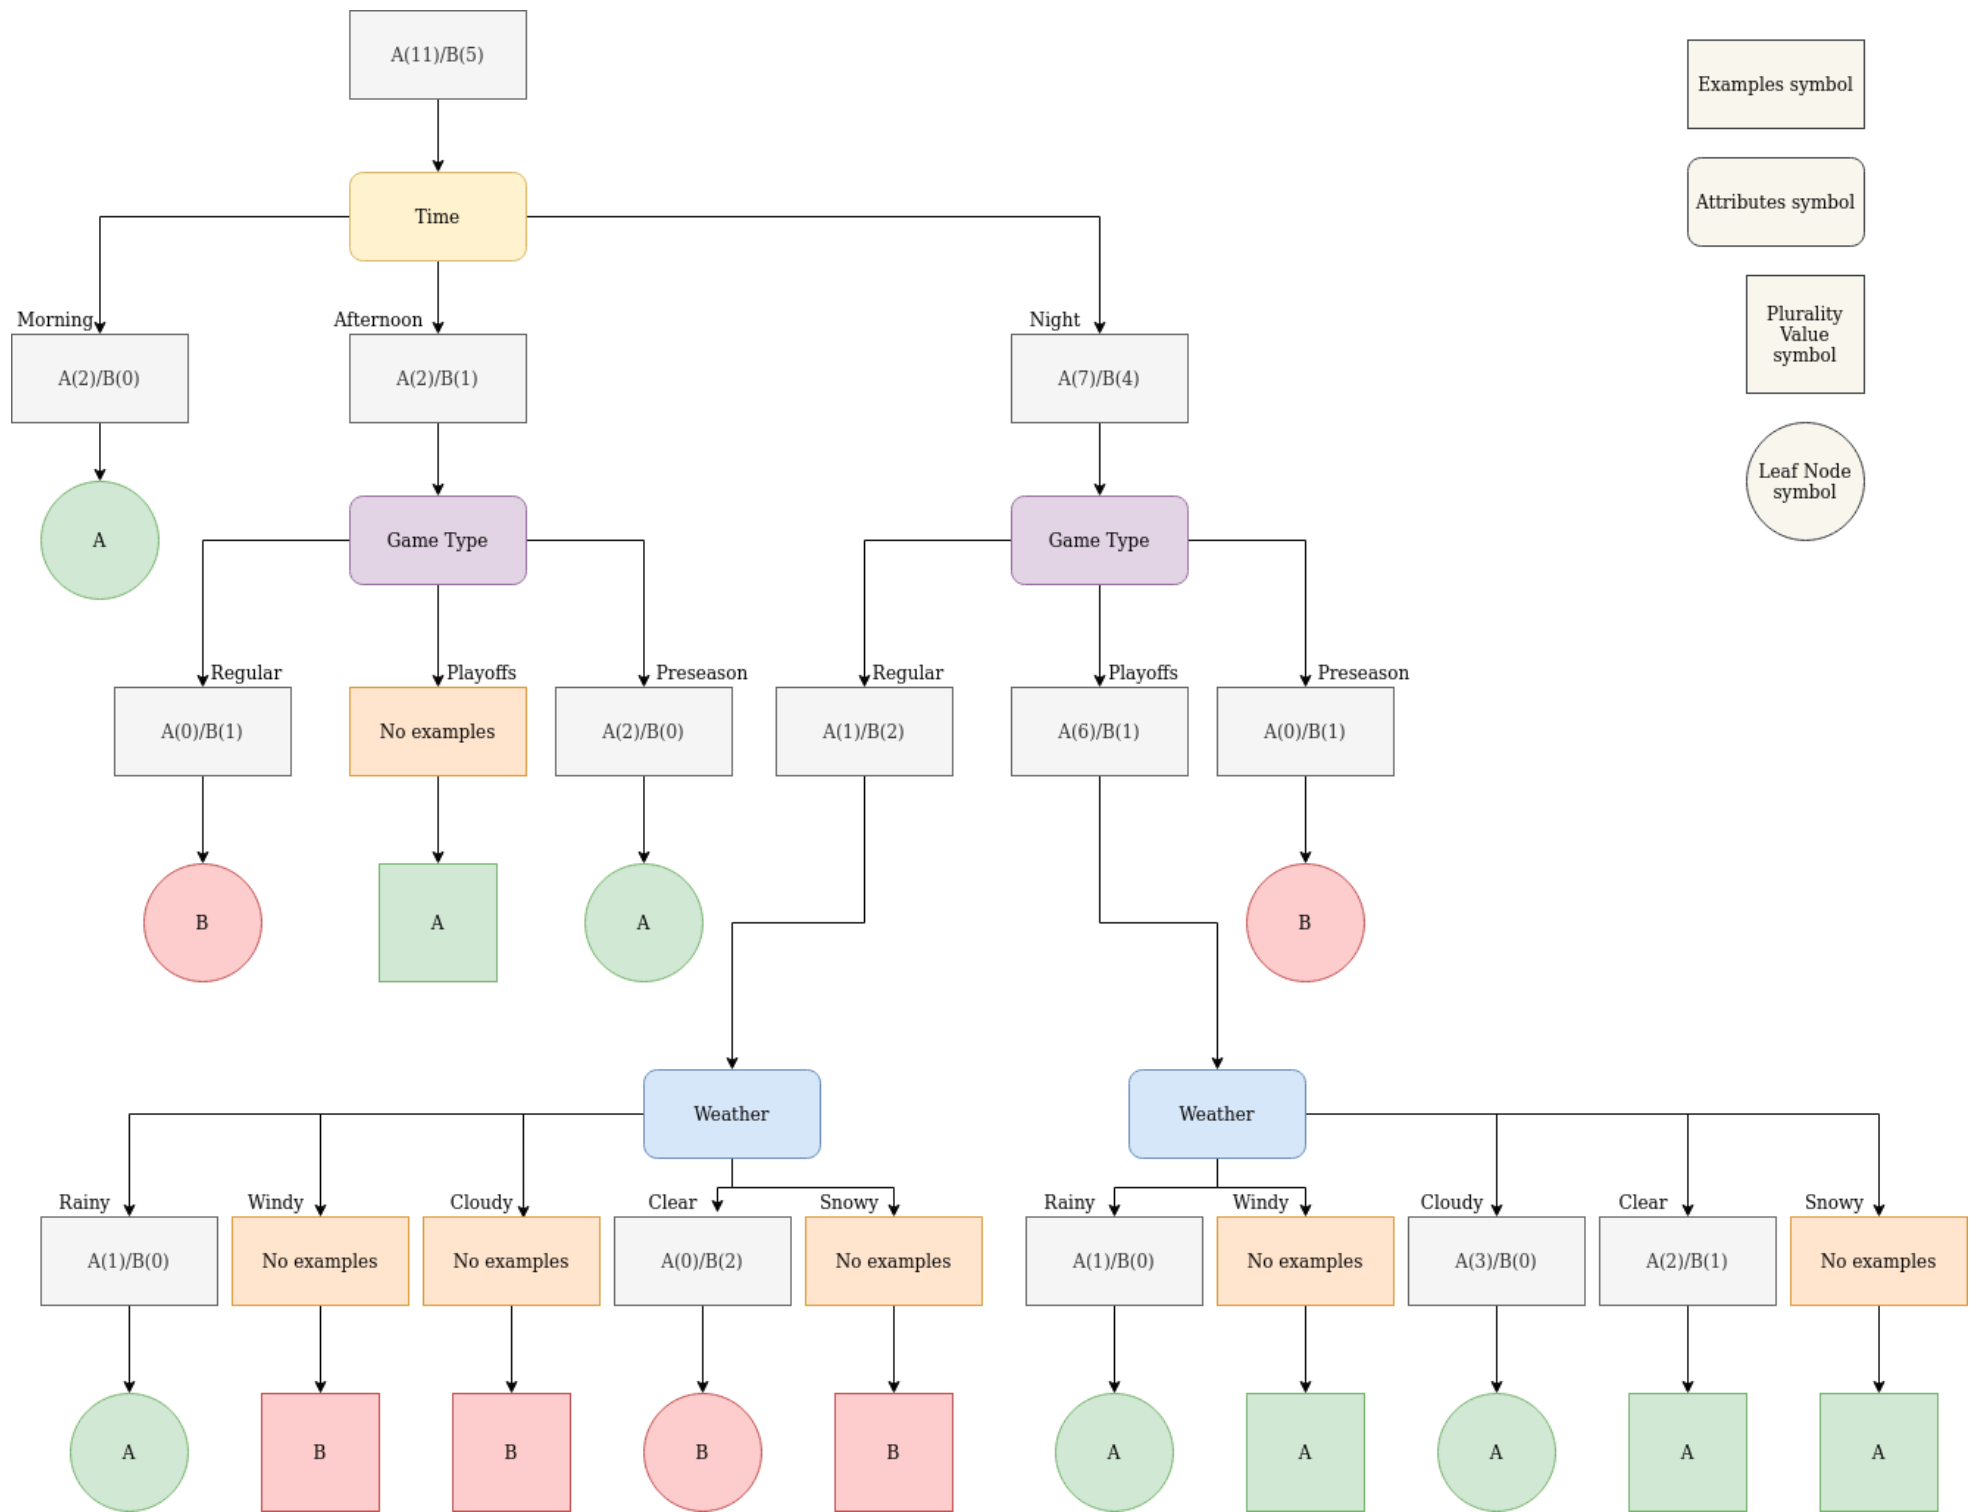 A(11)/B(5)
Examples symbol
Attributes symbol
Time
Plurality
Value
symbol
Morning
Afternoon
Night
A(2)/B(0)
A(2)/B(1)
A(7)/B(4)
Leaf Node
symbol
A
Game Type
Game Type
Regular
Playoffs
Preseason
Regular
Playoffs
Preseason
A(0)/B(1)
No examples
A(2)/B(0)
A(1)/B(2)
A(6)/B(1)
A(0)/B(1)
B
A
A
B
Weather
Weather
Rainy
Windy
Cloudy
Clear
Snowy
Rainy
Windy
Cloudy
Clear
Snowy
A(1)/B(0)
No examples
No examples
A(0)/B(2)
No examples
A(1)/B(0)
No examples
A(3)/B(0)
A(2)/B(1)
No examples
A
B
B
B
B
A
A
A
A
A